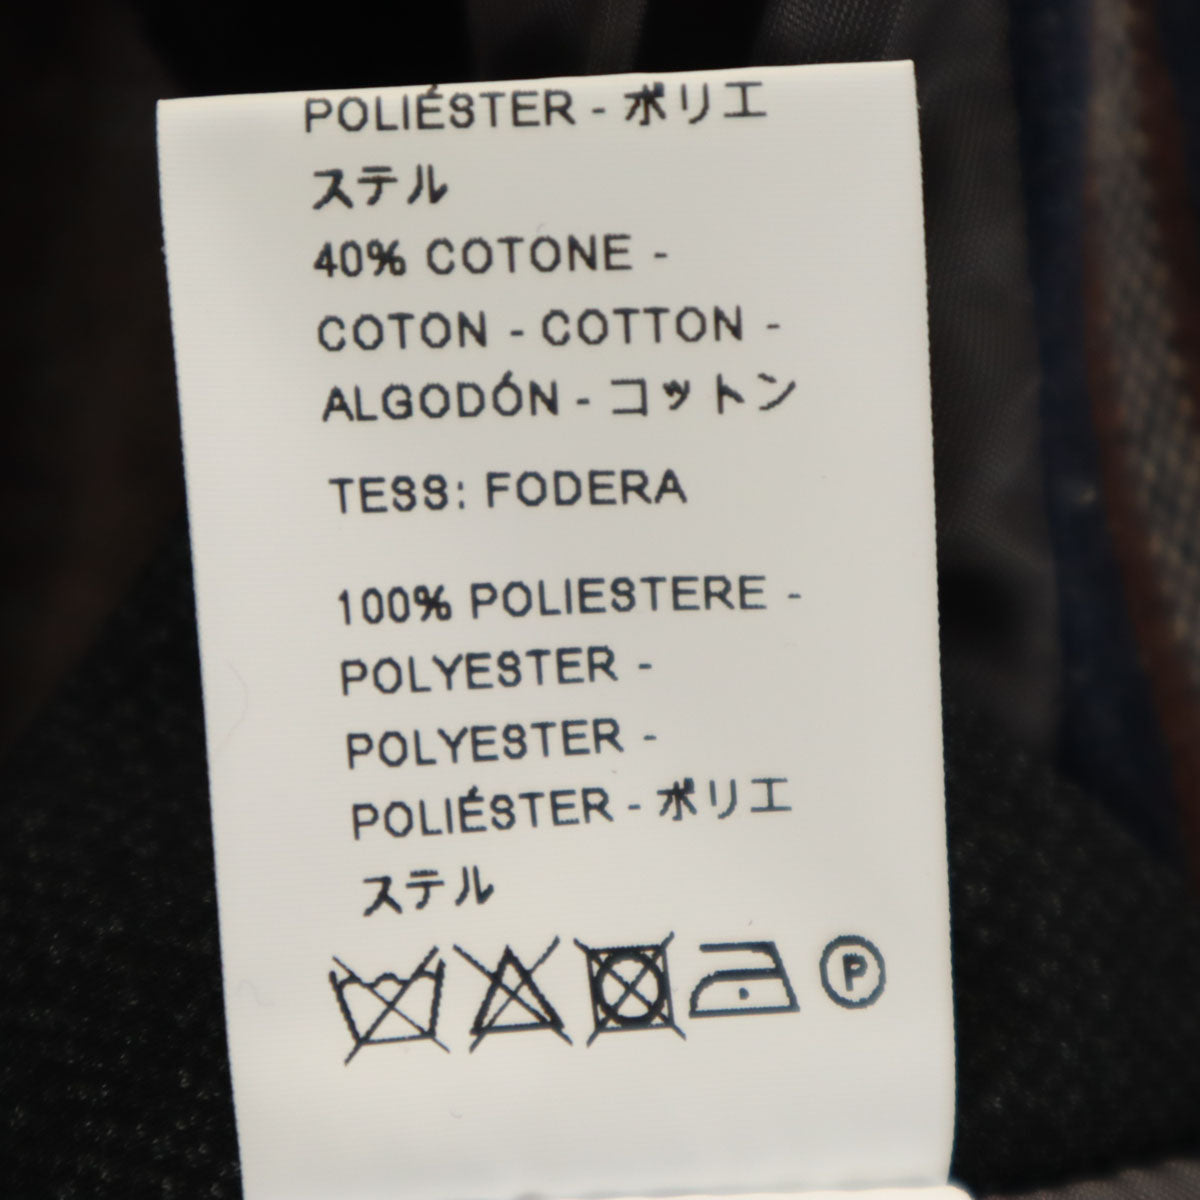 POLIÉSTER - ポリエ
ステル
40% COTONE -
COTON - COTTON -
ALGODÓN - コットン
TESS: FODERA
100% POLIESTERE -
POLYESTER -
POLYESTER -
POLIÉSTER - ポリエ
ステル
P